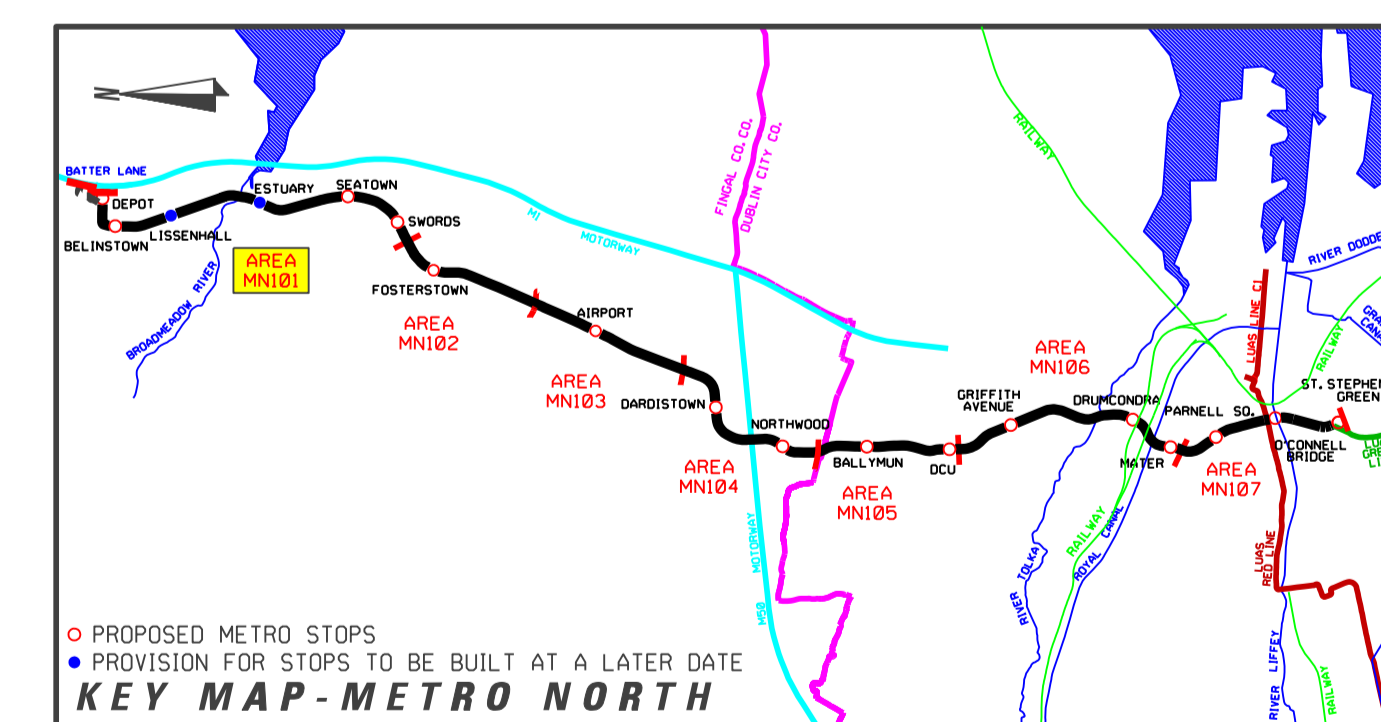 N
BATTER LANE
DEPOT
BELINSTOWN
LISSENHALL
ESTUARY
SEATOWN
SWORDS
AREA
MN101
BROADMEADOW RIVER
FOSTERSTOWN
AREA
MN102
AIRPORT
M1
MOTORWAY
FINGAL CO.CO.
DUBLIN CITY CO.
AREA
MN103
DARDISTOWN
NORTHWOOD
AREA
MN104
MOTORWAY
M50
BALLYMUN
AREA
MN105
DCU
GRIFFITH
AVENUE
AREA
MN106
DRUMCONDRA
MATER
PARNELL SQ.
AREA
MN107
O'CONNELL
BRIDGE
ST. STEPHEN
GREEN
RAILWAY
RAILWAY
RAILWAY
RAILWAY
RIVER TOLKA
ROYAL CANAL
LUAS LINE C1
LUAS
RED LINE
RIVER LIFFEY
RIVER DODDE
PROPOSED METRO STOPS
PROVISION FOR STOPS TO BE BUILT AT A LATER DATE
KEY MAP-METRO NORTH